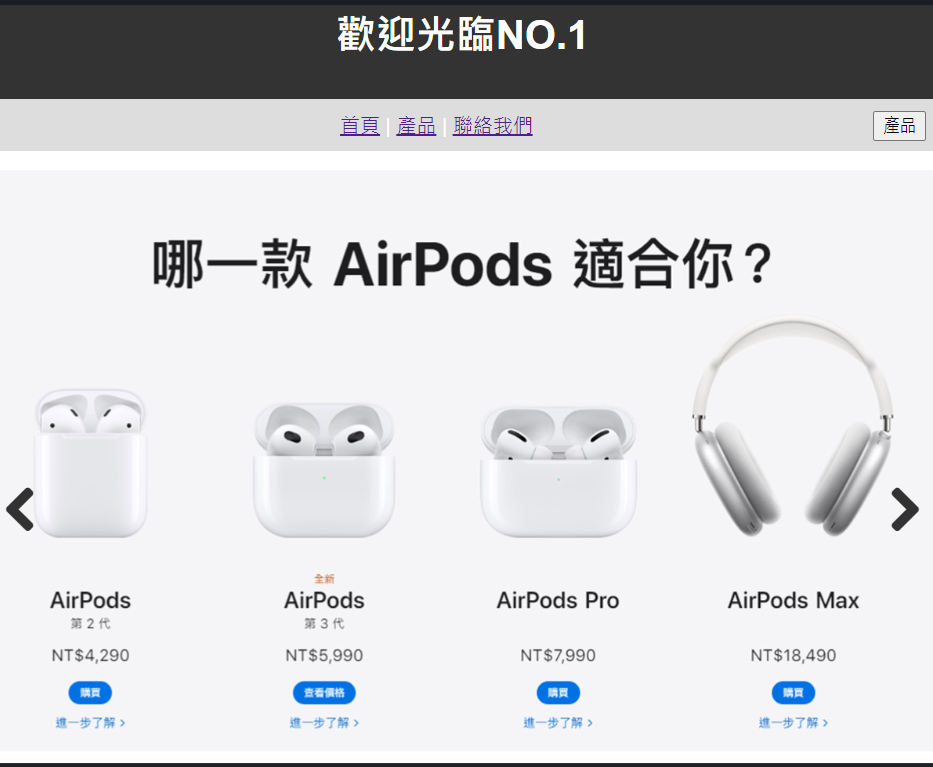 歡迎光臨NO.1
首頁 | 產品 | 聯絡我們
產品
哪一款 AirPods 適合你？
全新
AirPods AirPods AirPods Pro AirPods Max
第 2 代 第 3 代
NT$4,290 NT$5,990 NT$7,990 NT$18,490
購買 查看價格 購買 購買
進一步了解 > 進一步了解 > 進一步了解 > 進一步了解 >